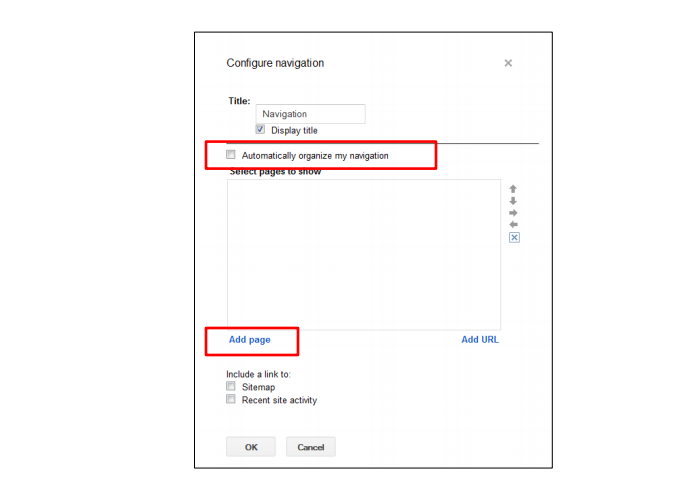 Configure navigation
Title:
Navigation
Display title
Automatically organize my navigation
Select pages to show
Add page Add URL
Include a link to:
Sitemap
Recent site activity
OK Cancel